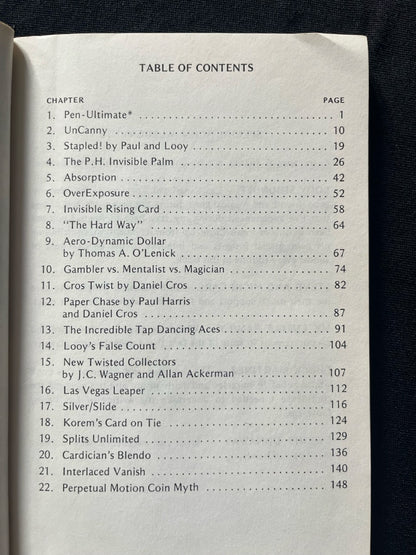 TABLE OF CONTENTS
CHAPTER PAGE
1. Pen-Ultimate* 1
2. UnCanny 10
3. Stapled! by Paul and Looy 19
4. The P.H. Invisible Palm 26
5. Absorption 42
6. OverExposure 52
7. Invisible Rising Card 58
8. "The Hard Way" 64
9. Aero-Dynamic Dollar
by Thomas A. O'Lenick 67
10. Gambler vs. Mentalist vs. Magician 74
11. Cros Twist by Daniel Cros 82
12. Paper Chase by Paul Harris
and Daniel Cros 87
13. The Incredible Tap Dancing Aces 91
14. Looy's False Count 104
15. New Twisted Collectors
by J.C. Wagner and Allan Ackerman 107
16. Las Vegas Leaper 112
17. Silver/Slide 116
18. Korem's Card on Tie 124
19. Splits Unlimited 129
20. Cardician's Blendo 136
21. Interlaced Vanish 140
22. Perpetual Motion Coin Myth 148